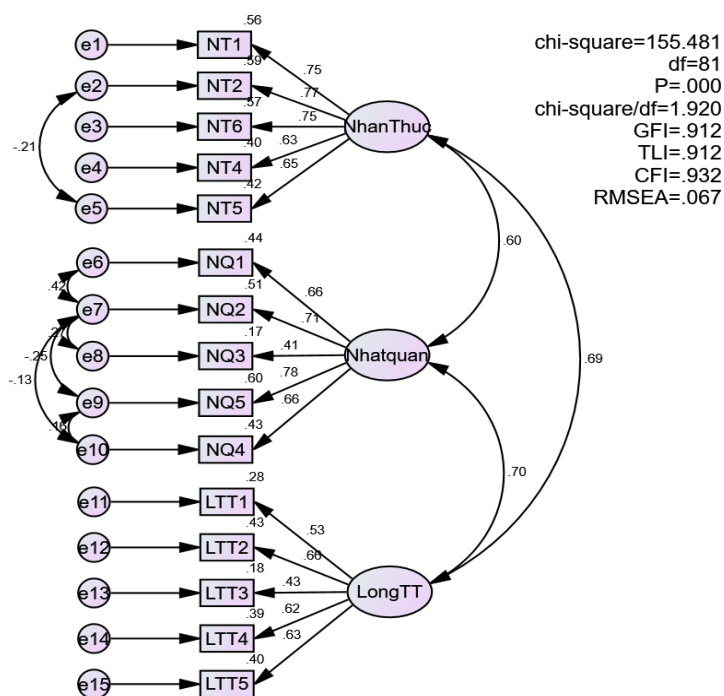 chi-square=155.481
df=81
P=.000
chi-square/df=1.920
GFI=.912
TLI=.912
CFI=.932
RMSEA=.067
.56
e1 NT1 .75
.59
e2 NT2 .77
.57
e3 NT6 .75 NhanThuc
.40
e4 NT4 .63
-.21
.42
e5 NT5 .65
.60
.44
e6 NQ1 .66
.42
.51
e7 NQ2 .71
.17
e8 NQ3 .41 Nhatquan
-.25
.69
.60
e9 NQ5 .78
-.13
.16
.43
e10 NQ4 .66
.70
.28
e11 LTT1 .53
.43
e12 LTT2 .66
.18
e13 LTT3 .43 LongTT
.39
e14 LTT4 .62
.40
e15 LTT5 .63